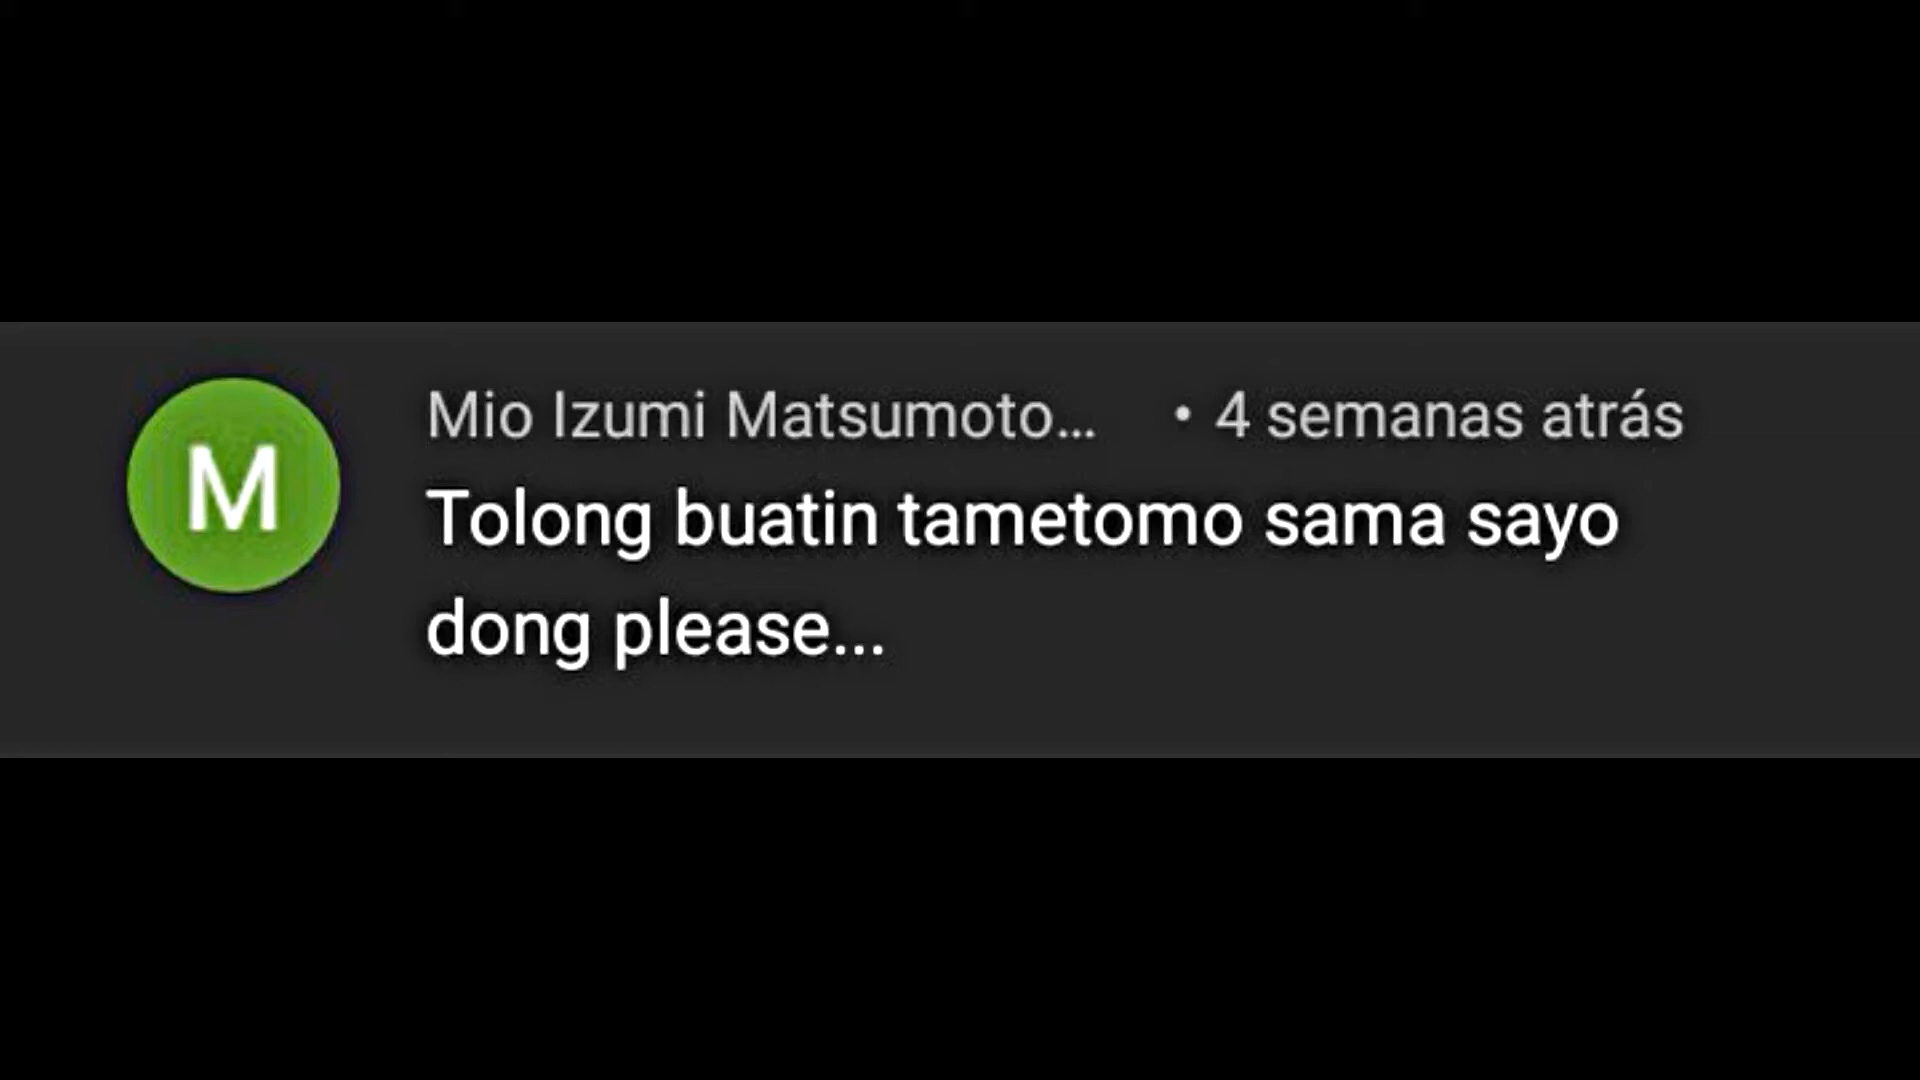 M
Mio Izumi Matsumoto... • 4 semanas atrás
Tolong buatin tametomo sama sayo
dong please...